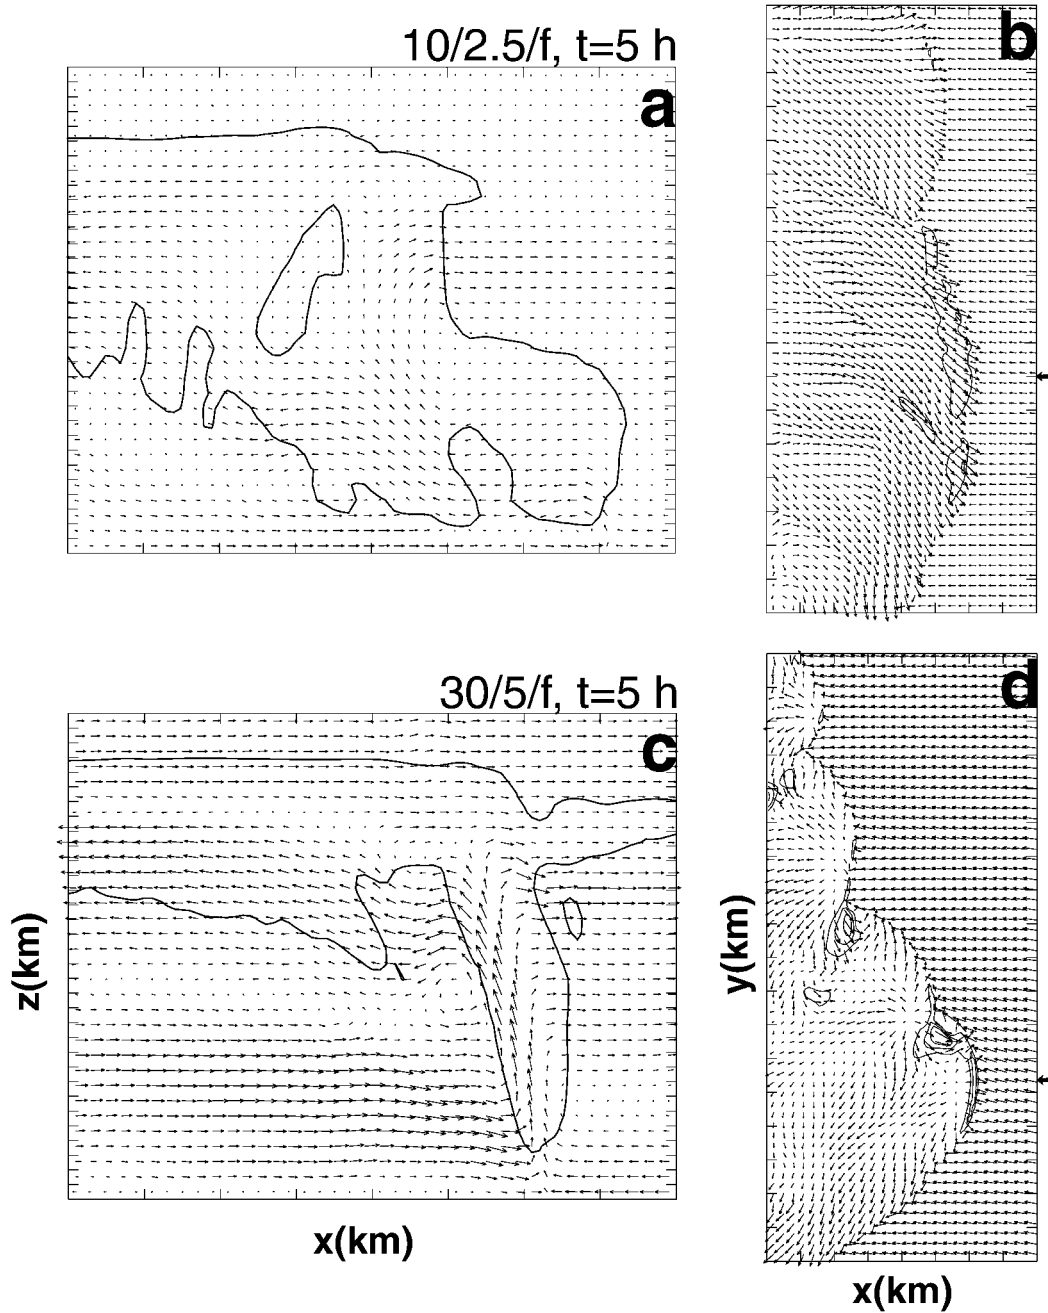 10/2.5/f, t=5 h
a
b
30/5/f, t=5 h
c
d
z(km)
y(km)
x(km)
x(km)